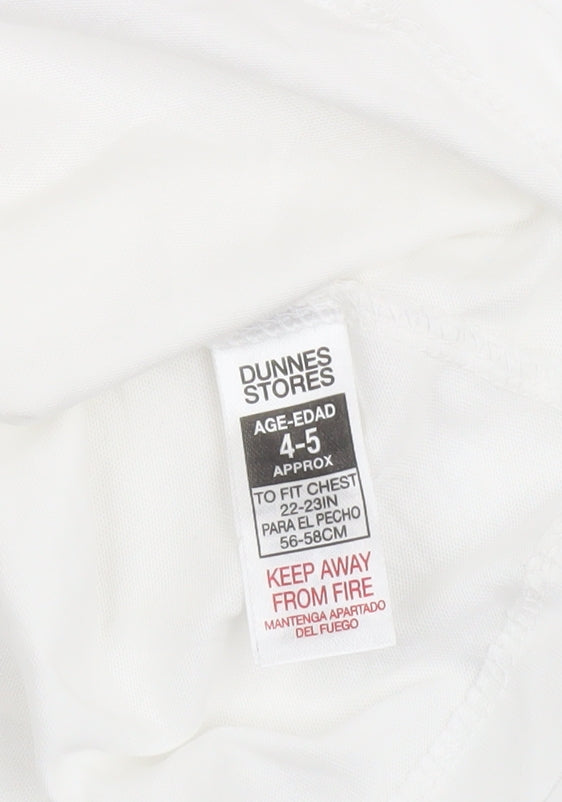 DUNNES
STORES
AGE-EDAD
4-5
APPROX
TO FIT CHEST
22-23IN
PARA EL PECHO
56-58CM
KEEP AWAY
FROM FIRE
MANTENGA APARTADO
DEL FUEGO